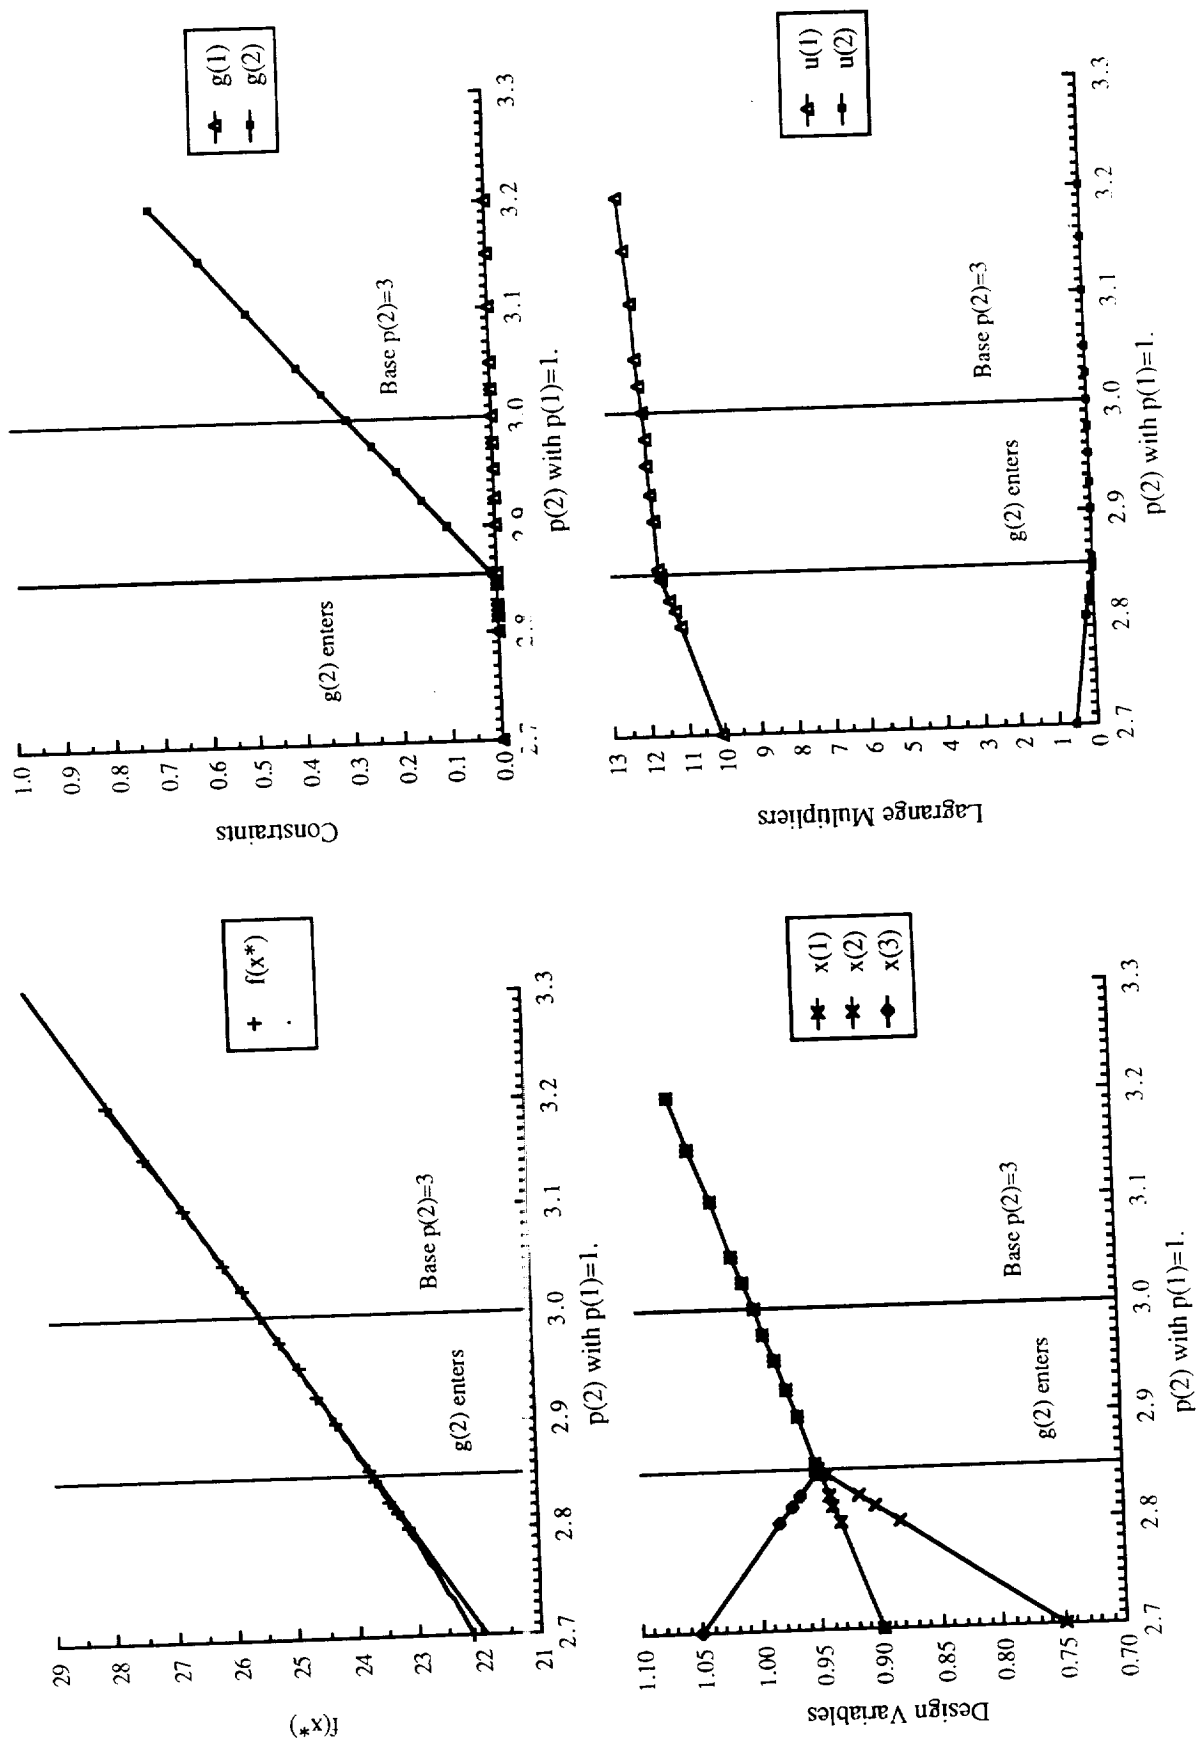 29
28
27
26
25
24
23
22
21
f(x*)
2.7
2.8
2.9
3.0
3.1
3.2
3.3
p(2) with p(1)=1.
g(2) enters
Base p(2)=3
f(x*)
1.0
0.9
0.8
0.7
0.6
0.5
0.4
0.3
0.2
0.1
0.0
Constraints
2.7
2.8
2.9
3.0
3.1
3.2
3.3
p(2) with p(1)=1.
g(2) enters
Base p(2)=3
g(1)
g(2)
1.10
1.05
1.00
0.95
0.90
0.85
0.80
0.75
0.70
Design Variables
2.7
2.8
2.9
3.0
3.1
3.2
3.3
p(2) with p(1)=1.
g(2) enters
Base p(2)=3
x(1)
x(2)
x(3)
13
12
11
10
9
8
7
6
5
4
3
2
1
0
Lagrange Multipliers
2.7
2.8
2.9
3.0
3.1
3.2
3.3
p(2) with p(1)=1.
g(2) enters
Base p(2)=3
u(1)
u(2)